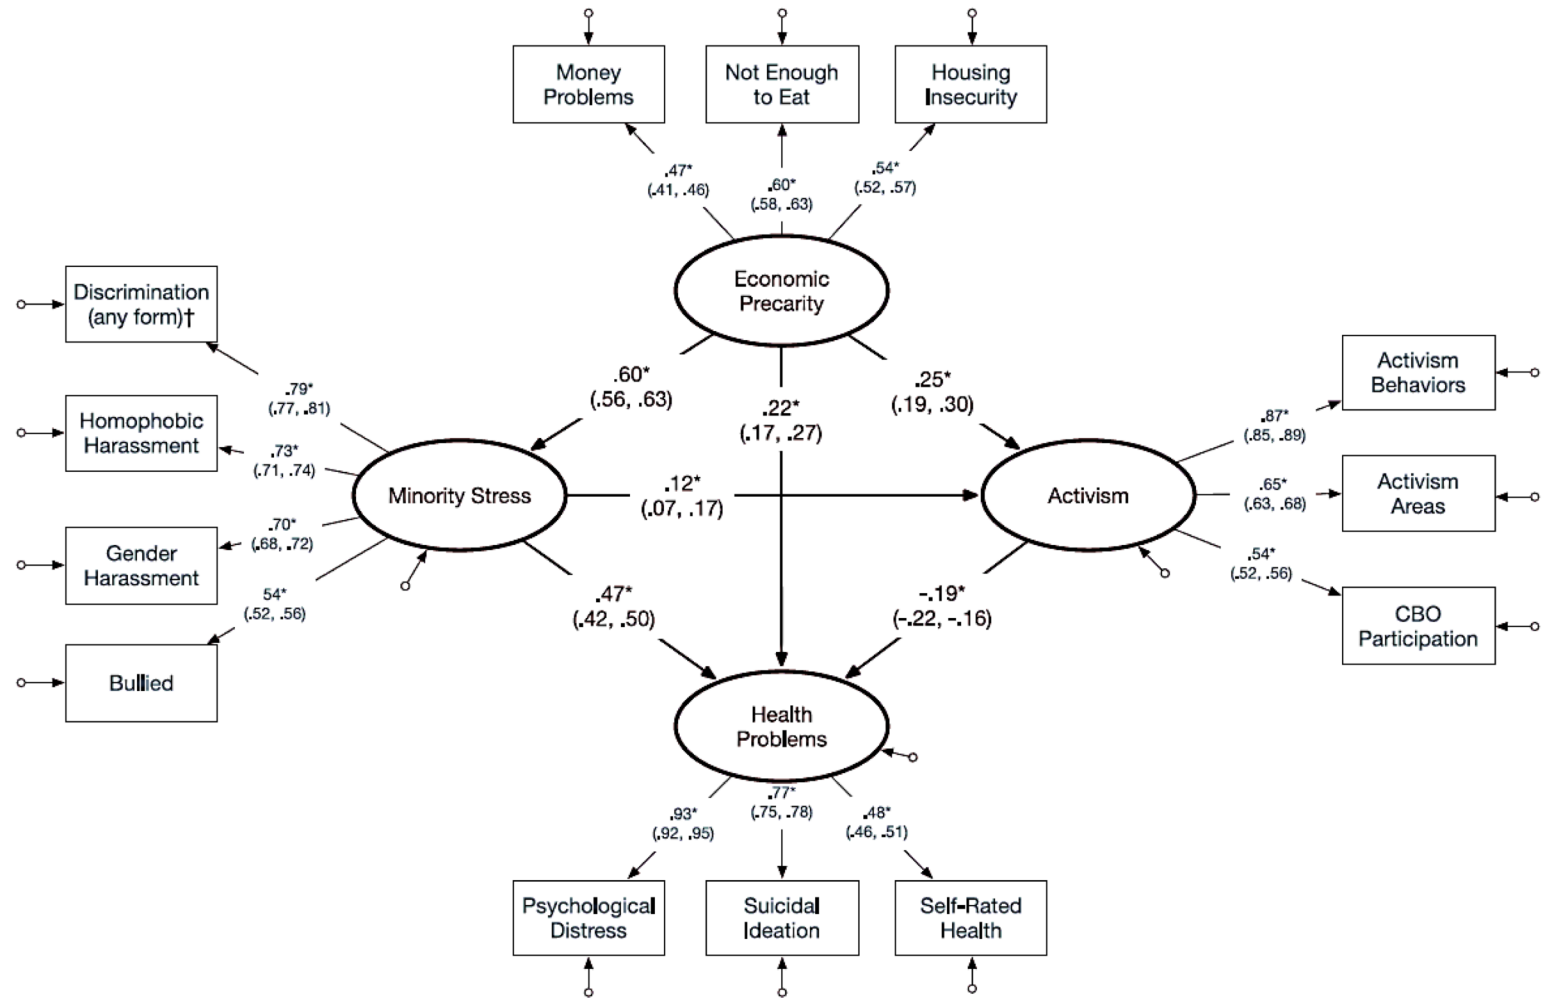 Money
Problems
Not Enough
to Eat
Housing
Insecurity
.47*
(.41, .46)
.60*
(.58, .63)
.54*
(.52, .57)
Economic
Precarity
Discrimination
(any form)†
.79*
(.77, .81)
Homophobic
Harassment
.73*
(.71, .74)
Gender
Harassment
.70*
(.68, .72)
Bullied
54*
(.52, .56)
.60*
(.56, .63)
.22*
(.17, .27)
.25*
(.19, .30)
Minority Stress
.12*
(.07, .17)
Activism
.87*
(.85, .89)
Activism
Behaviors
.65*
(.63, .68)
Activism
Areas
.54*
(.52, .56)
CBO
Participation
.47*
(.42, .50)
-.19*
(-.22, -.16)
Health
Problems
.93*
(.92, .95)
.77*
(.75, .78)
.48*
(.46, .51)
Psychological
Distress
Suicidal
Ideation
Self-Rated
Health